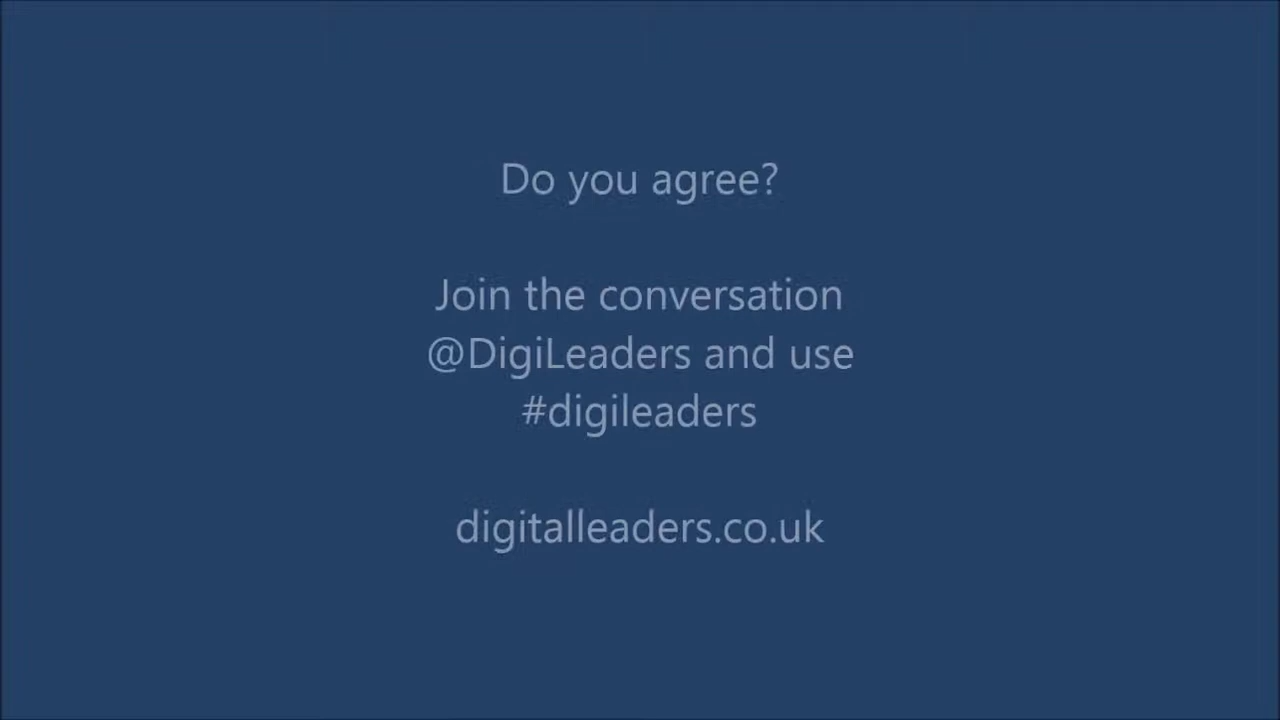 Do you agree?
Join the conversation
@DigiLeaders and use
#digileaders
digitalleaders.co.uk